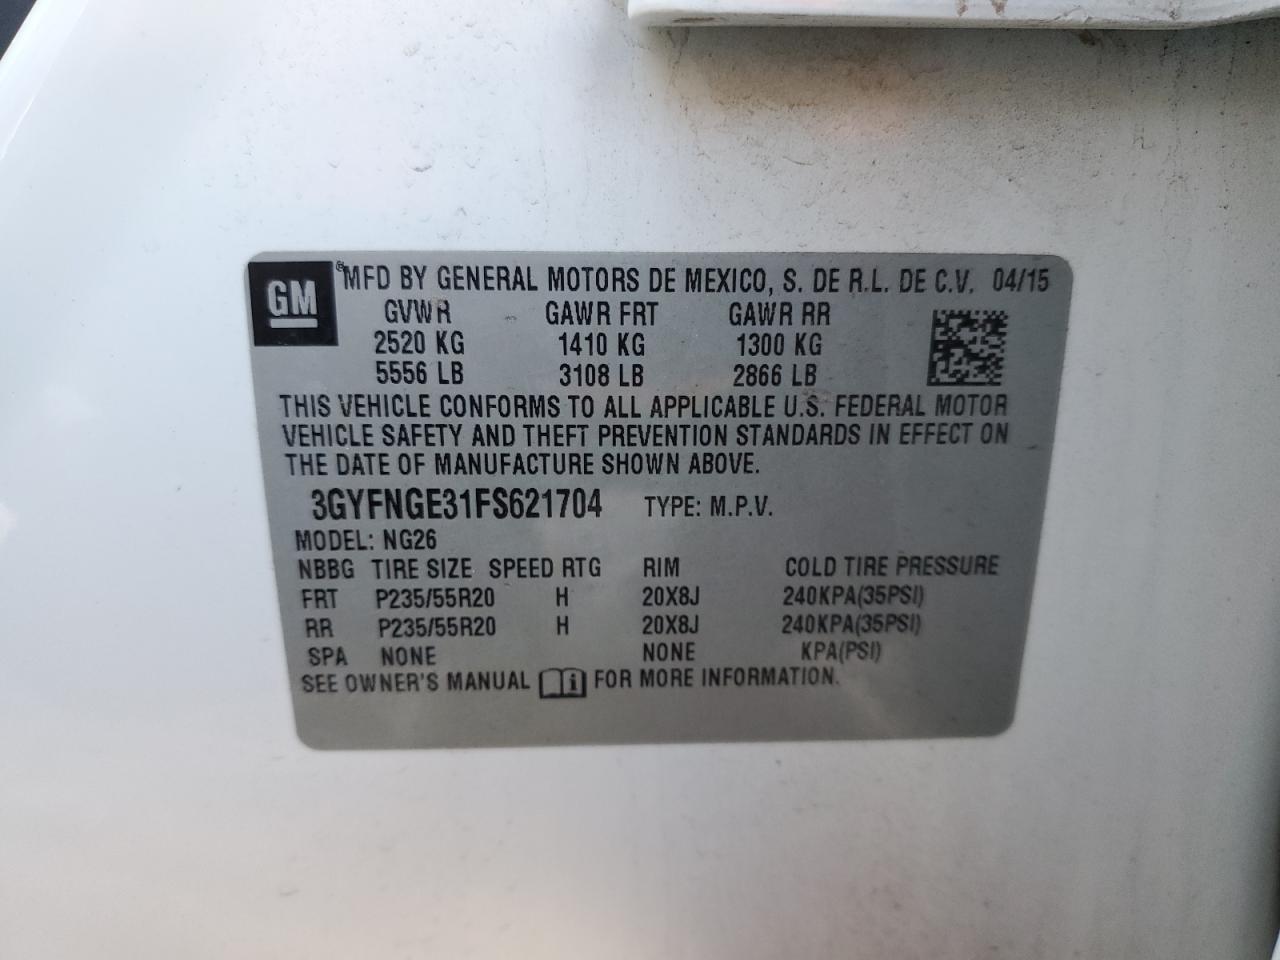 GM
® MFD BY GENERAL MOTORS DE MEXICO, S. DE R.L. DE C.V. 04/15
GVWR GAWR FRT GAWR RR
2520 KG 1410 KG 1300 KG
5556 LB 3108 LB 2866 LB
THIS VEHICLE CONFORMS TO ALL APPLICABLE U.S. FEDERAL MOTOR
VEHICLE SAFETY AND THEFT PREVENTION STANDARDS IN EFFECT ON
THE DATE OF MANUFACTURE SHOWN ABOVE.
3GYFNGE31FS621704 TYPE: M.P.V.
MODEL: NG26
NBBG TIRE SIZE SPEED RTG RIM COLD TIRE PRESSURE
FRT P235/55R20 H 20X8J 240KPA(35PSI)
RR P235/55R20 H 20X8J 240KPA(35PSI)
SPA NONE NONE KPA(PSI)
SEE OWNER'S MANUAL i FOR MORE INFORMATION.